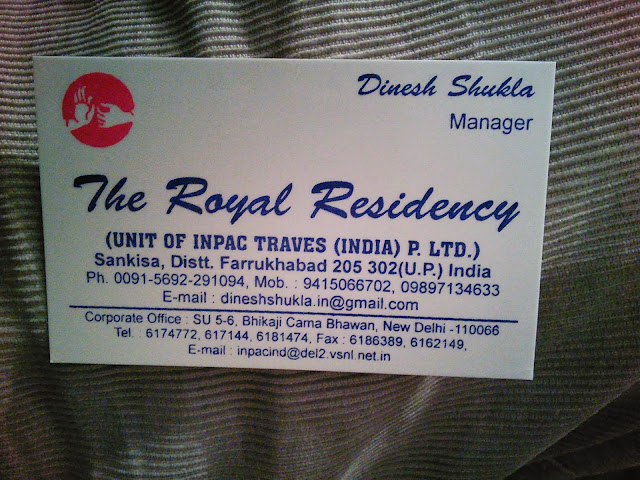 Dinesh Shukla
Manager
The Royal Residency
(UNIT OF INPAC TRAVES (INDIA) P. LTD.)
Sankisa, Distt. Farrukhabad 205 302(U.P.) India
Ph. 0091-5692-291094, Mob. : 9415066702, 09897134633
E-mail : dineshshukla.in@gmail.com
Corporate Office : SU 5-6, Bhikaji Cama Bhawan, New Delhi -110066
Tel. : 6174772, 617144, 6181474, Fax : 6186389, 6162149,
E-mail : inpacind@del2.vsnl.net.in